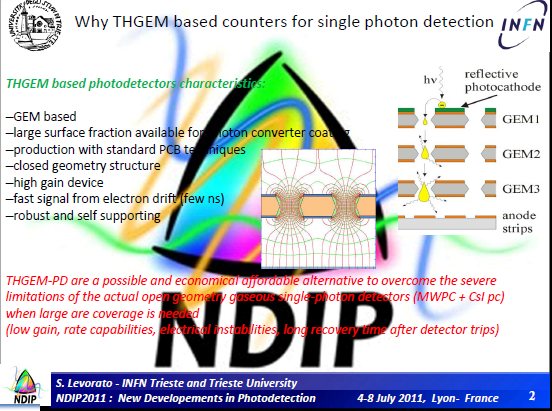 Why THGEM based counters for single photon detection
INFN
THGEM based photodetectors characteristics:
–GEM based
–large surface fraction available for photon converter coating
–production with standard PCB techniques
–closed geometry structure
–high gain device
–fast signal from electron drift (few ns)
–robust and self supporting
hν
reflective
photocathode
GEM1
GEM2
GEM3
anode
strips
THGEM-PD are a possible and economical affordable alternative to overcome the severe
limitations of the actual open geometry gaseous single-photon detectors (MWPC + CsI pc)
when large are coverage is needed
(low gain, rate capabilities, electrical instabilities, long recovery time after detector trips)
NDIP
NDIP
S. Levorato - INFN Trieste and Trieste University
NDIP2011 : New Developements in Photodetection 4-8 July 2011, Lyon- France 2